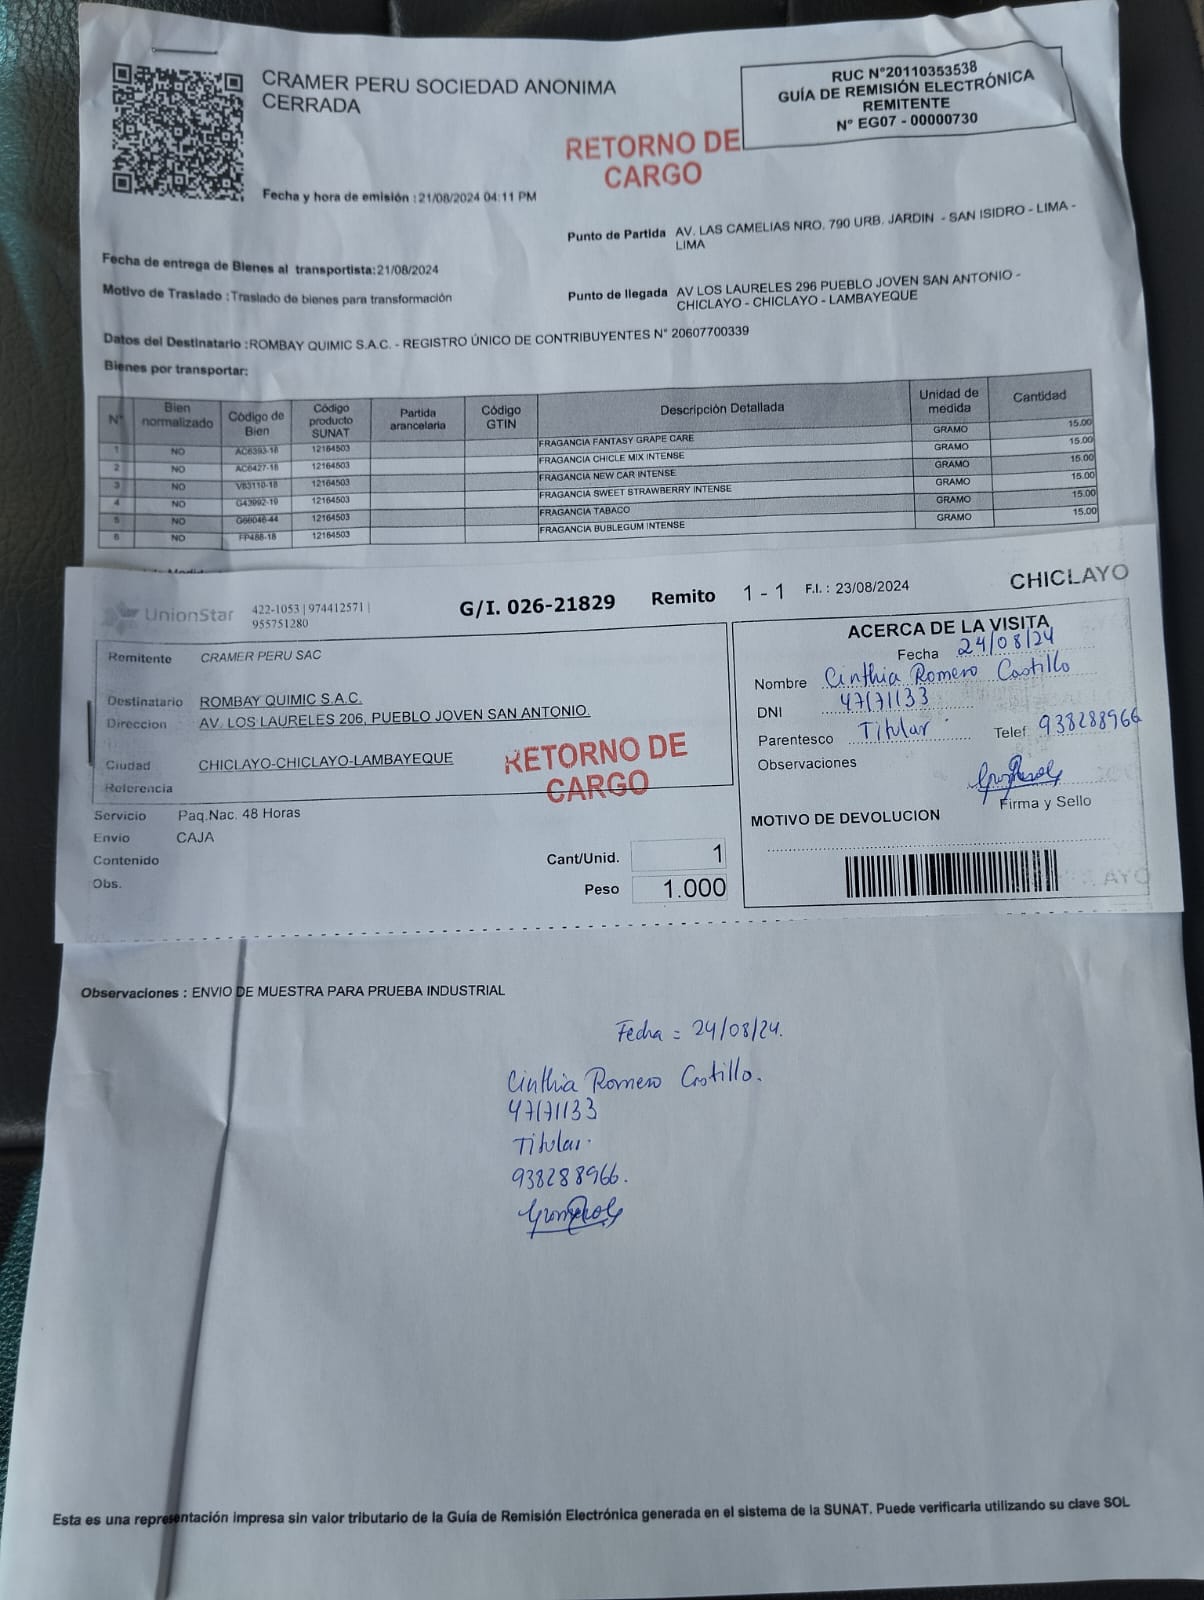 CRAMER PERU SOCIEDAD ANONIMA
CERRADA
RUC N°20110353538
GUÍA DE REMISIÓN ELECTRÓNICA
REMITENTE
N° EG07 - 00000730
RETORNO DE
CARGO
Fecha y hora de emisión : 21/08/2024 04:11 PM
Punto de Partida AV. LAS CAMELIAS NRO. 790 URB. JARDIN - SAN ISIDRO - LIMA -
LIMA
Fecha de entrega de Bienes al transportista:21/08/2024
Motivo de Traslado :Traslado de bienes para transformación
Punto de llegada AV LOS LAURELES 296 PUEBLO JOVEN SAN ANTONIO -
CHICLAYO - CHICLAYO - LAMBAYEQUE
Datos del Destinatario :ROMBAY QUIMIC S.A.C. - REGISTRO ÚNICO DE CONTRIBUYENTES N° 20607700339
Bienes por transportar:
N° Bien normalizado Código de Bien Código producto SUNAT Partida arancelaria Código GTIN Descripción Detallada Unidad de medida Cantidad
1 NO AC6393-18 12164503 FRAGANCIA FANTASY GRAPE CARE GRAMO 15.00
2 NO AC6427-18 12164503 FRAGANCIA CHICLE MIX INTENSE GRAMO 15.00
3 NO V83110-18 12164503 FRAGANCIA NEW CAR INTENSE GRAMO 15.00
4 NO G43992-19 12164503 FRAGANCIA SWEET STRAWBERRY INTENSE GRAMO 15.00
5 NO G66046-44 12164503 FRAGANCIA TABACO GRAMO 15.00
6 NO FP488-18 12164503 FRAGANCIA BUBLEGUM INTENSE GRAMO 15.00
UnionStar 422-1053 | 974412571 |
955751280
G/I. 026-21829 Remito 1 - 1 F.I. : 23/08/2024 CHICLAYO
Remitente CRAMER PERU SAC
Destinatario ROMBAY QUIMIC S.A.C.
Direccion AV. LOS LAURELES 206, PUEBLO JOVEN SAN ANTONIO.
Ciudad CHICLAYO-CHICLAYO-LAMBAYEQUE
Referencia
RETORNO DE
CARGO
Servicio Paq.Nac. 48 Horas
Envio CAJA
Contenido
Obs.
Cant/Unid. 1
Peso 1.000
ACERCA DE LA VISITA
Fecha 24/08/24
Nombre Cinthia Romero Castillo
DNI 47171133
Parentesco Titular Telef 938288966
Observaciones
Firma y Sello
MOTIVO DE DEVOLUCION
Observaciones : ENVIO DE MUESTRA PARA PRUEBA INDUSTRIAL
Fecha = 24/08/24.
Cinthia Romero Castillo.
47171133
Titular.
938288966.
Esta es una representación impresa sin valor tributario de la Guía de Remisión Electrónica generada en el sistema de la SUNAT. Puede verificarla utilizando su clave SOL